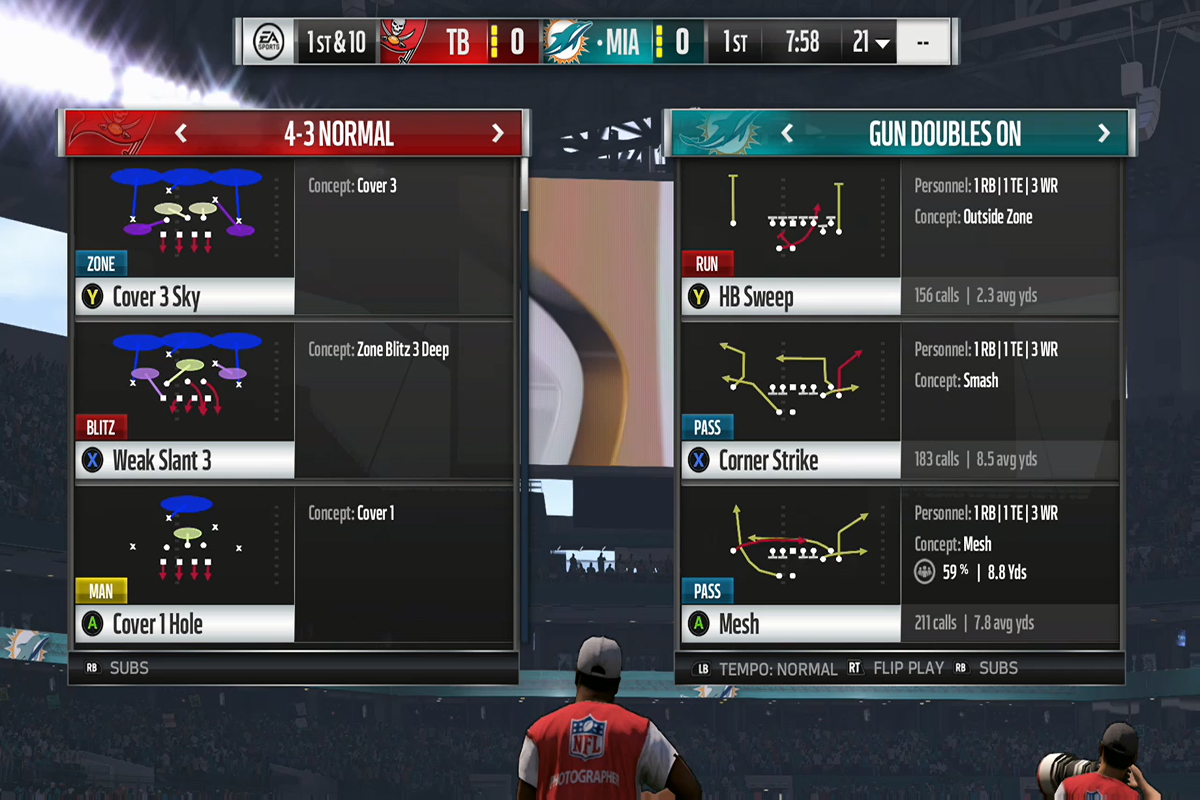 EA SPORTS 1ST & 10 TB 0 MIA 0 1ST 7:58 21 --
4-3 NORMAL
Concept: Cover 3
ZONE
Y Cover 3 Sky
Concept: Zone Blitz 3 Deep
BLITZ
X Weak Slant 3
Concept: Cover 1
MAN
A Cover 1 Hole
RB SUBS
GUN DOUBLES ON
Personnel: 1 RB | 1 TE | 3 WR
Concept: Outside Zone
RUN
Y HB Sweep
156 calls | 2.3 avg yds
Personnel: 1 RB | 1 TE | 3 WR
Concept: Smash
PASS
X Corner Strike
183 calls | 8.5 avg yds
Personnel: 1 RB | 1 TE | 3 WR
Concept: Mesh
59 % | 8.8 Yds
PASS
A Mesh
211 calls | 7.8 avg yds
LB TEMPO: NORMAL RT FLIP PLAY RB SUBS
NFL
PHOTOGRAPHER